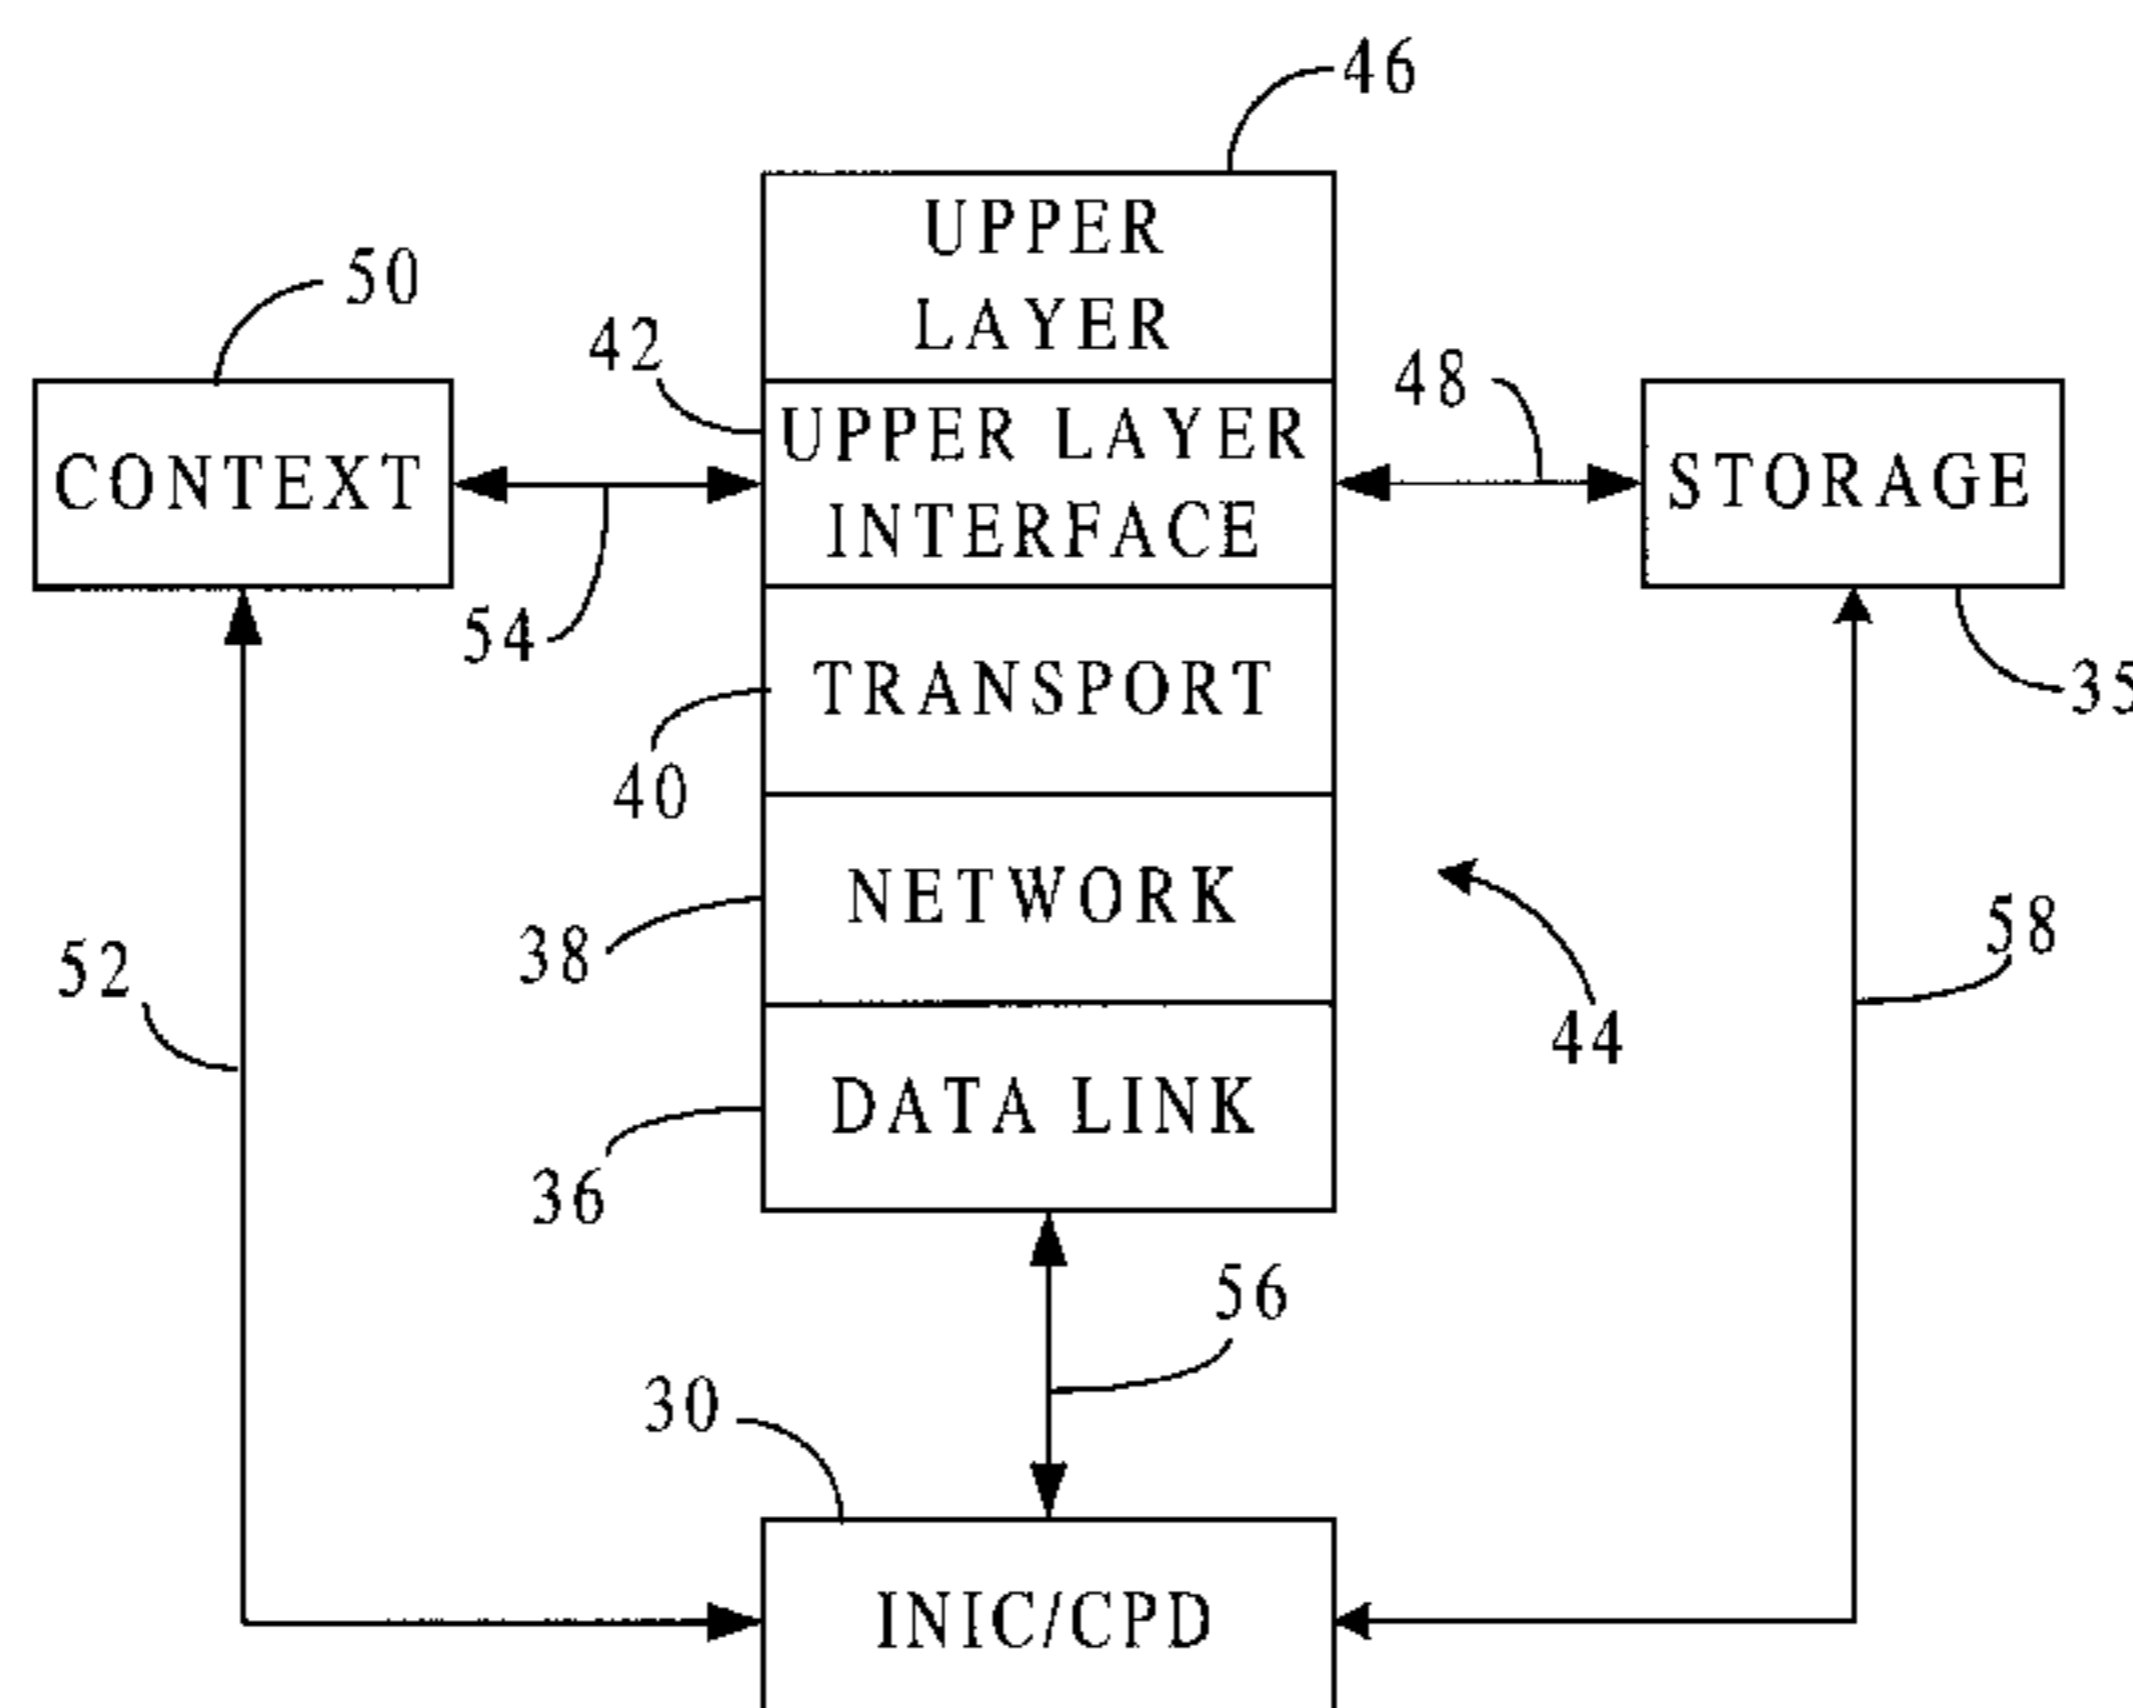 46
UPPER
LAYER
50
42
48
UPPER LAYER
CONTEXT
STORAGE
INTERFACE
54
TRANSPORT
35
40
NETWORK
38
52
58
44
DATA LINK
36
56
30
INIC/CPD